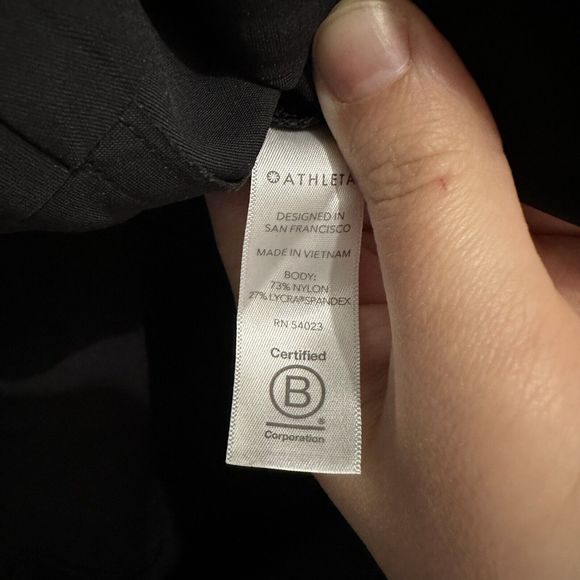 ATHLETA
DESIGNED IN
SAN FRANCISCO
MADE IN VIETNAM
BODY:
73% NYLON
27% LYCRA®SPANDEX
RN 54023
Certified
B
®
Corporation